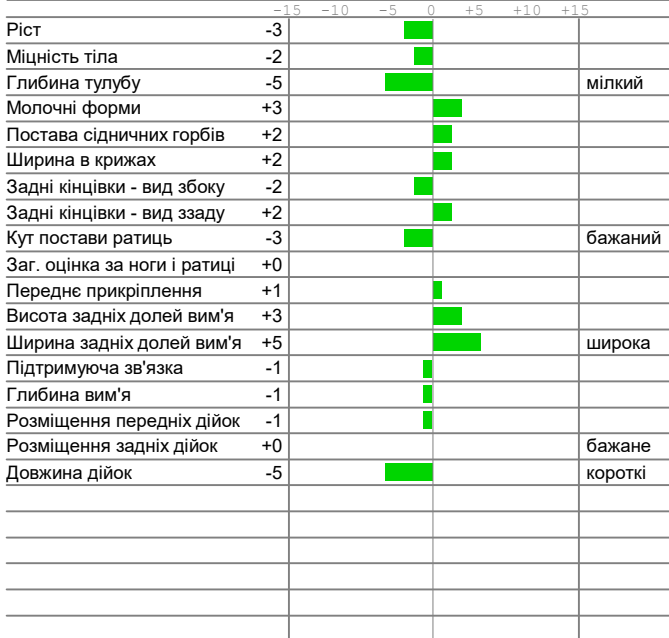 -15 -10 -5 0 +5 +10 +15
Ріст -3
Міцність тіла -2
Глибина тулубу -5 мілкий
Молочні форми +3
Постава сідничних горбів +2
Ширина в крижах +2
Задні кінцівки - вид збоку -2
Задні кінцівки - вид ззаду +2
Кут постави ратиць -3 бажаний
Заг. оцінка за ноги і ратиці +0
Переднє прикріплення +1
Висота задніх долей вим'я +3
Ширина задніх долей вим'я +5 широка
Підтримуюча зв'язка -1
Глибина вим'я -1
Розміщення передніх дійок -1
Розміщення задніх дійок +0 бажане
Довжина дійок -5 короткі